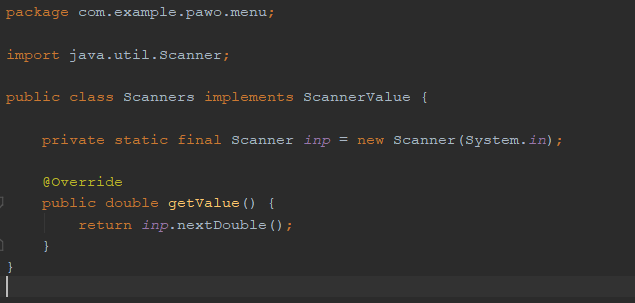 package com.example.pawo.menu;
import java.util.Scanner;
public class Scanners implements ScannerValue {
private static final Scanner inp = new Scanner(System.in);
@Override
public double getValue() {
return inp.nextDouble();
}
}